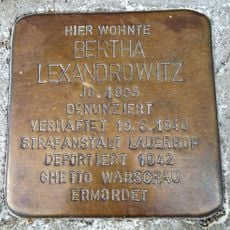 HIER WOHNTE
BERTHA
LEXANDROWITZ
JG. 1905
DENUNZIERT
VERHAFTET 19.6.1940
STRAFANSTALT LAUERHOF
DEPORTIERT 1942
GHETTO WARSCHAU
ERMORDET